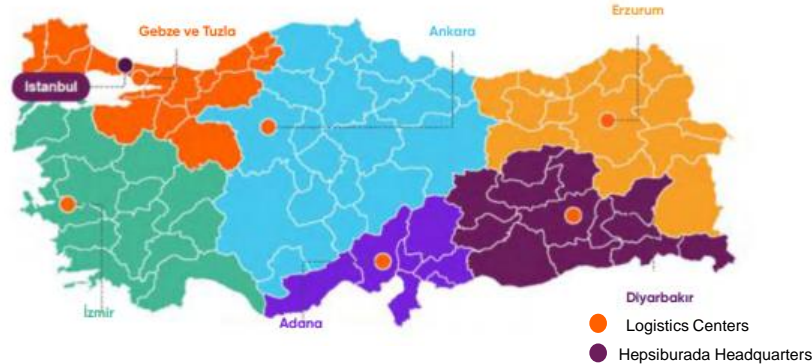 Erzurum
Gebze ve Tuzla
Ankara
Istanbul
Diyarbakır
İzmir
Adana
Logistics Centers
Hepsiburada Headquarters